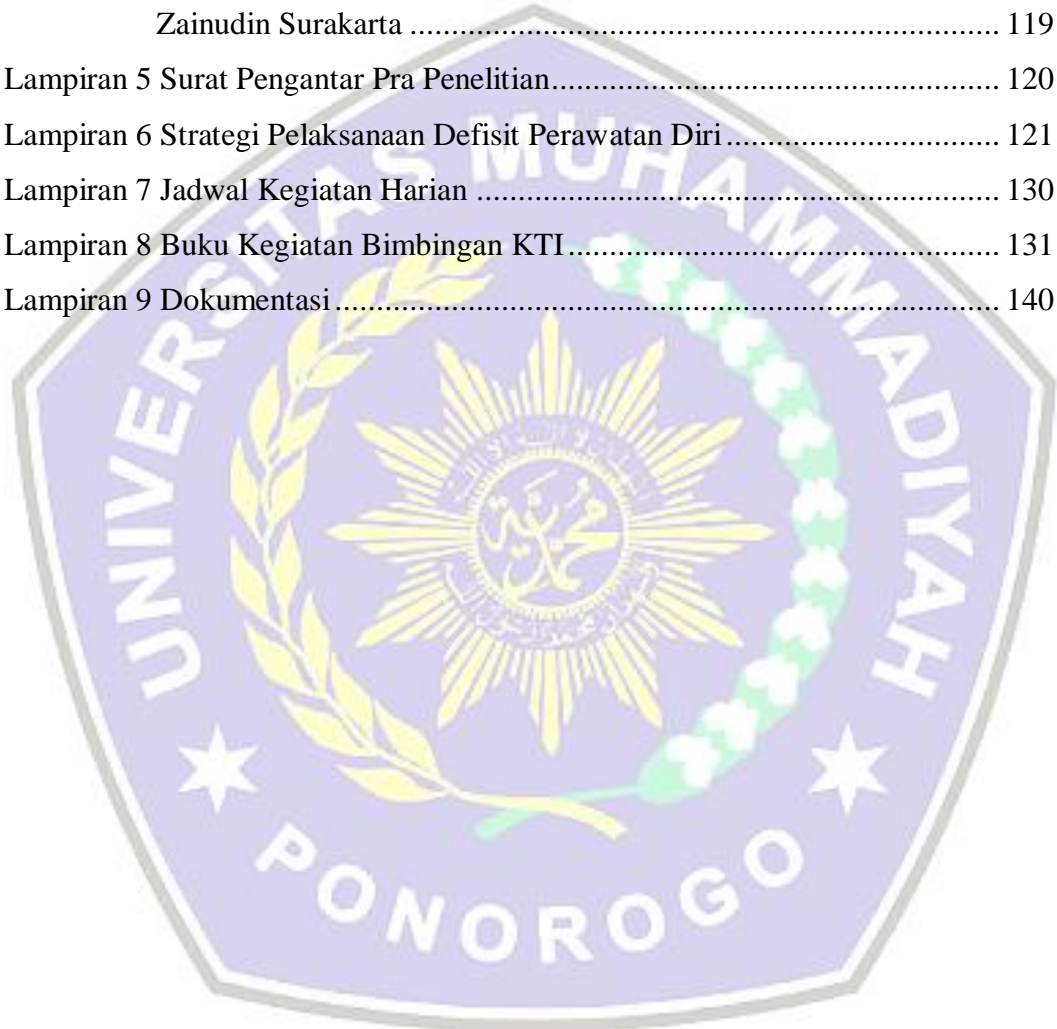 Zainudin Surakarta ........................................................................ 119
Lampiran 5 Surat Pengantar Pra Penelitian...................................................... 120
Lampiran 6 Strategi Pelaksanaan Defisit Perawatan Diri ................................. 121
Lampiran 7 Jadwal Kegiatan Harian ............................................................... 130
Lampiran 8 Buku Kegiatan Bimbingan KTI.................................................... 131
Lampiran 9 Dokumentasi................................................................................ 140
UNIVERSITAS MUHAMMADIYAH
PONOROGO